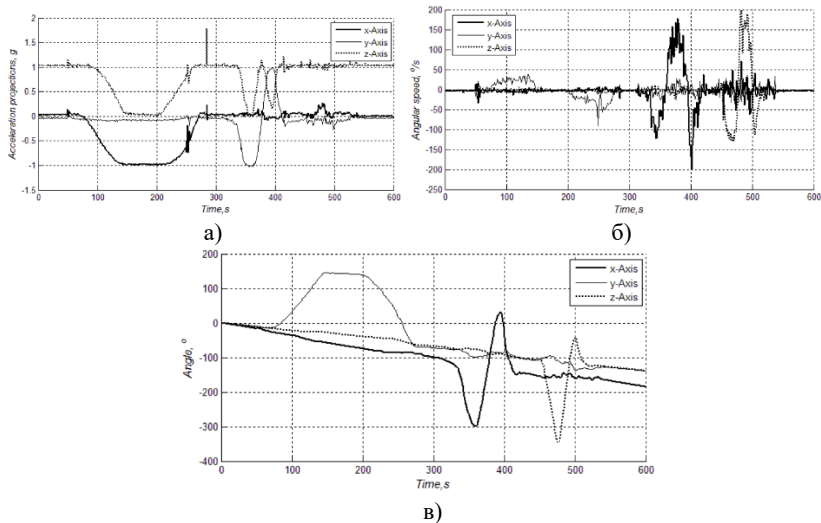 2
1.5
1
0.5
0
-0.5
-1
-1.5
0 100 200 300 400 500 600
Time,s
Acceleration projections, g
x-Axis
y-Axis
z-Axis
а)
200
150
100
50
0
-50
-100
-150
-200
-250
0 100 200 300 400 500 600
Time,s
Angular speed, °/s
x-Axis
y-Axis
z-Axis
б)
200
100
0
-100
-200
-300
-400
0 100 200 300 400 500 600
Time,s
Angle, °
x-Axis
y-Axis
z-Axis
в)